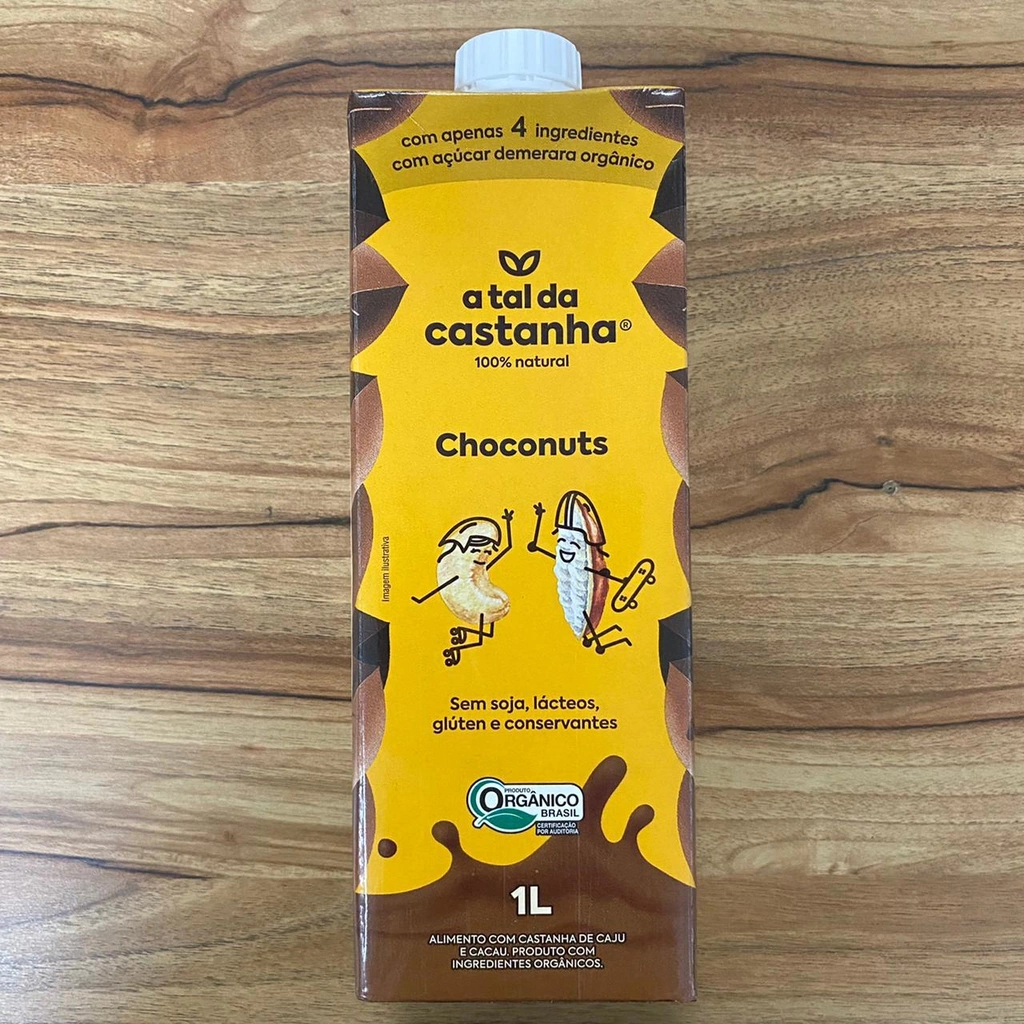 com apenas 4 ingredientes
com açúcar demerara orgânico
a tal da
castanha®
100% natural
Choconuts
Imagem ilustrativa
Sem soja, lácteos,
glúten e conservantes
PRODUTO
ORGÂNICO
BRASIL
CERTIFICAÇÃO
POR AUDITORIA
1L
ALIMENTO COM CASTANHA DE CAJU
E CACAU. PRODUTO COM
INGREDIENTES ORGÂNICOS.